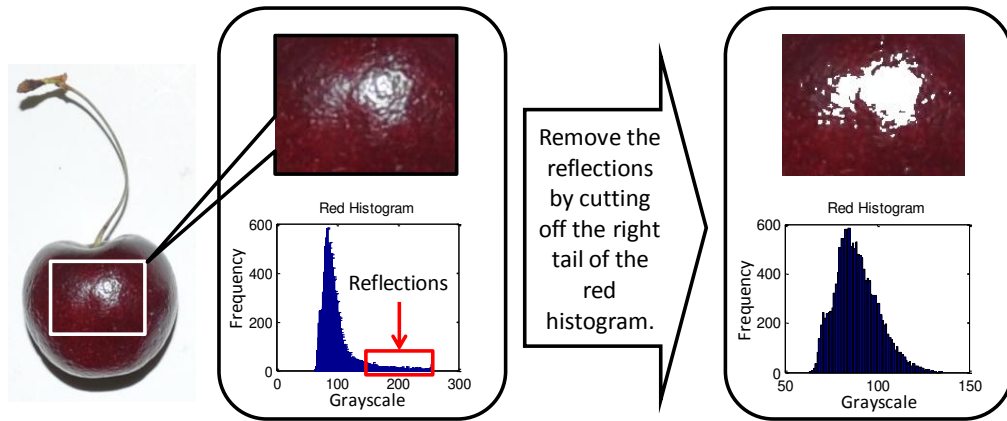 Red Histogram
600
400
200
0
Frequency
Reflections
0 100 200 300
Grayscale
Remove the
reflections
by cutting
off the right
tail of the
red
histogram.
Red Histogram
600
400
200
0
Frequency
50 100 150
Grayscale